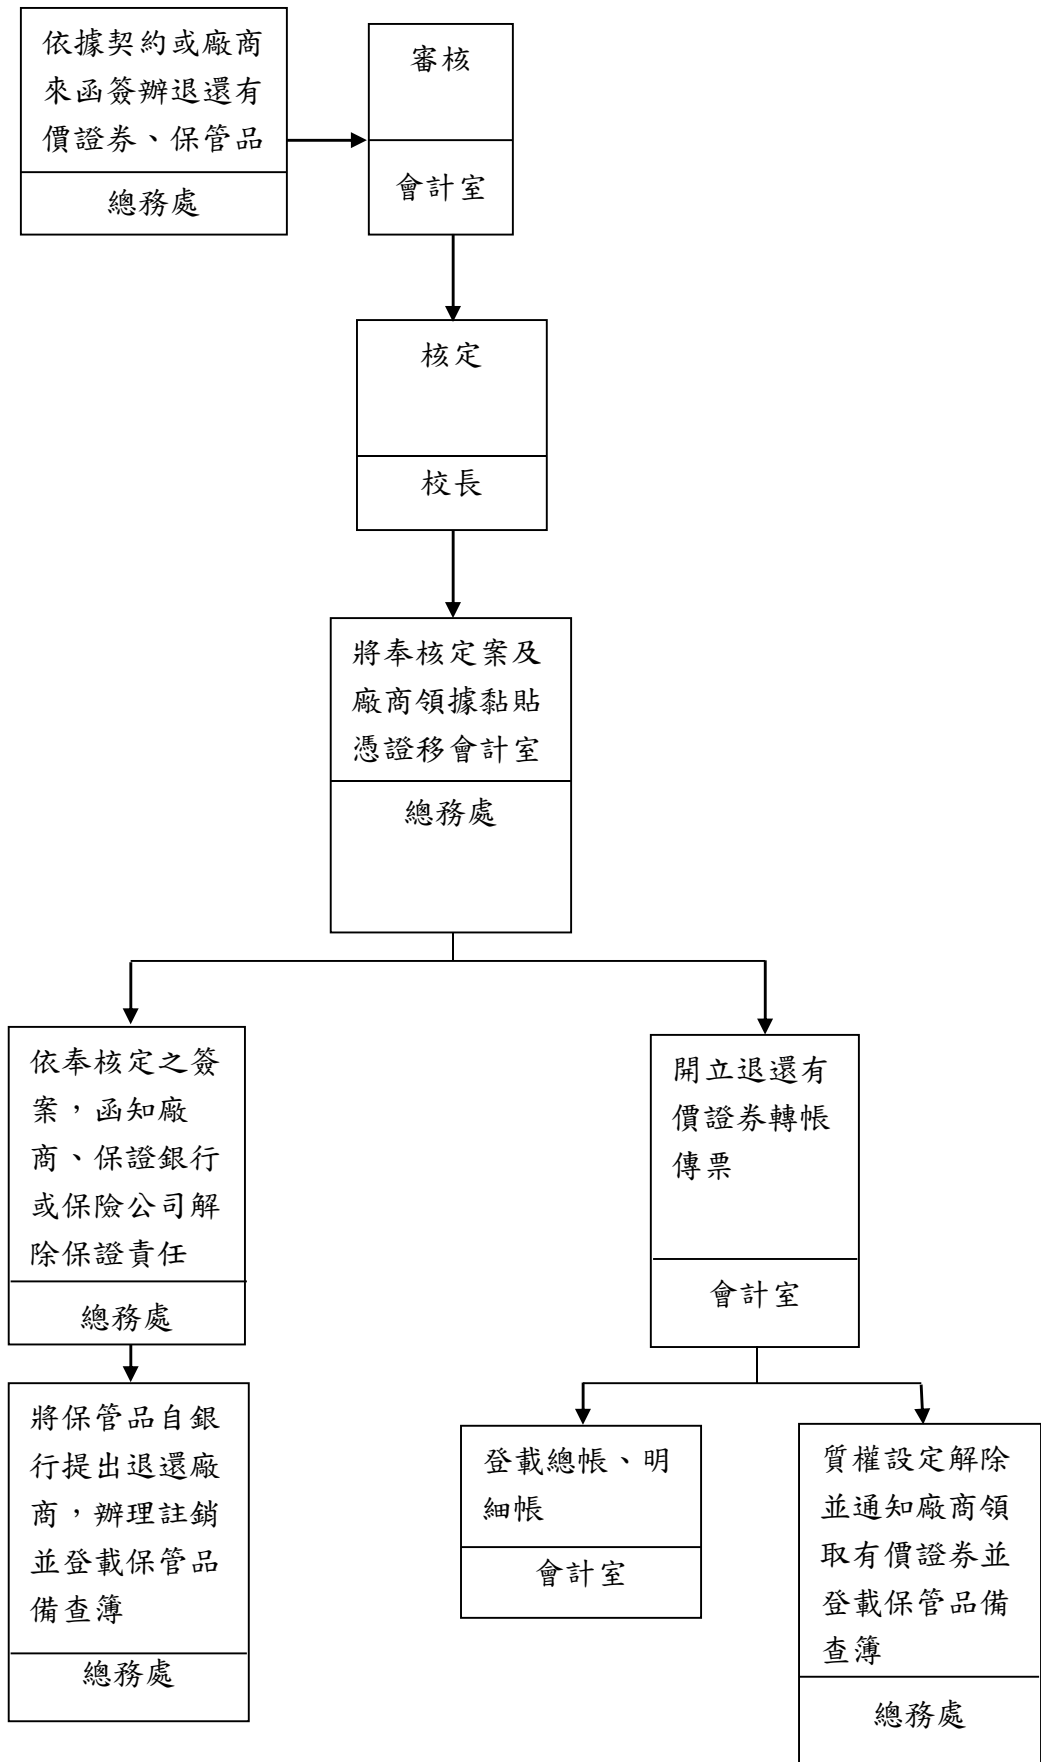 依據契約或廠商
來函簽辦退還有
價證券、保管品
總務處
審核
會計室
核定
校長
將奉核定案及
廠商領據黏貼
憑證移會計室
總務處
依奉核定之簽
案，函知廠
商、保證銀行
或保險公司解
除保證責任
總務處
開立退還有
價證券轉帳
傳票
會計室
將保管品自銀
行提出退還廠
商，辦理註銷
並登載保管品
備查簿
總務處
登載總帳、明
細帳
會計室
質權設定解除
並通知廠商領
取有價證券並
登載保管品備
查簿
總務處